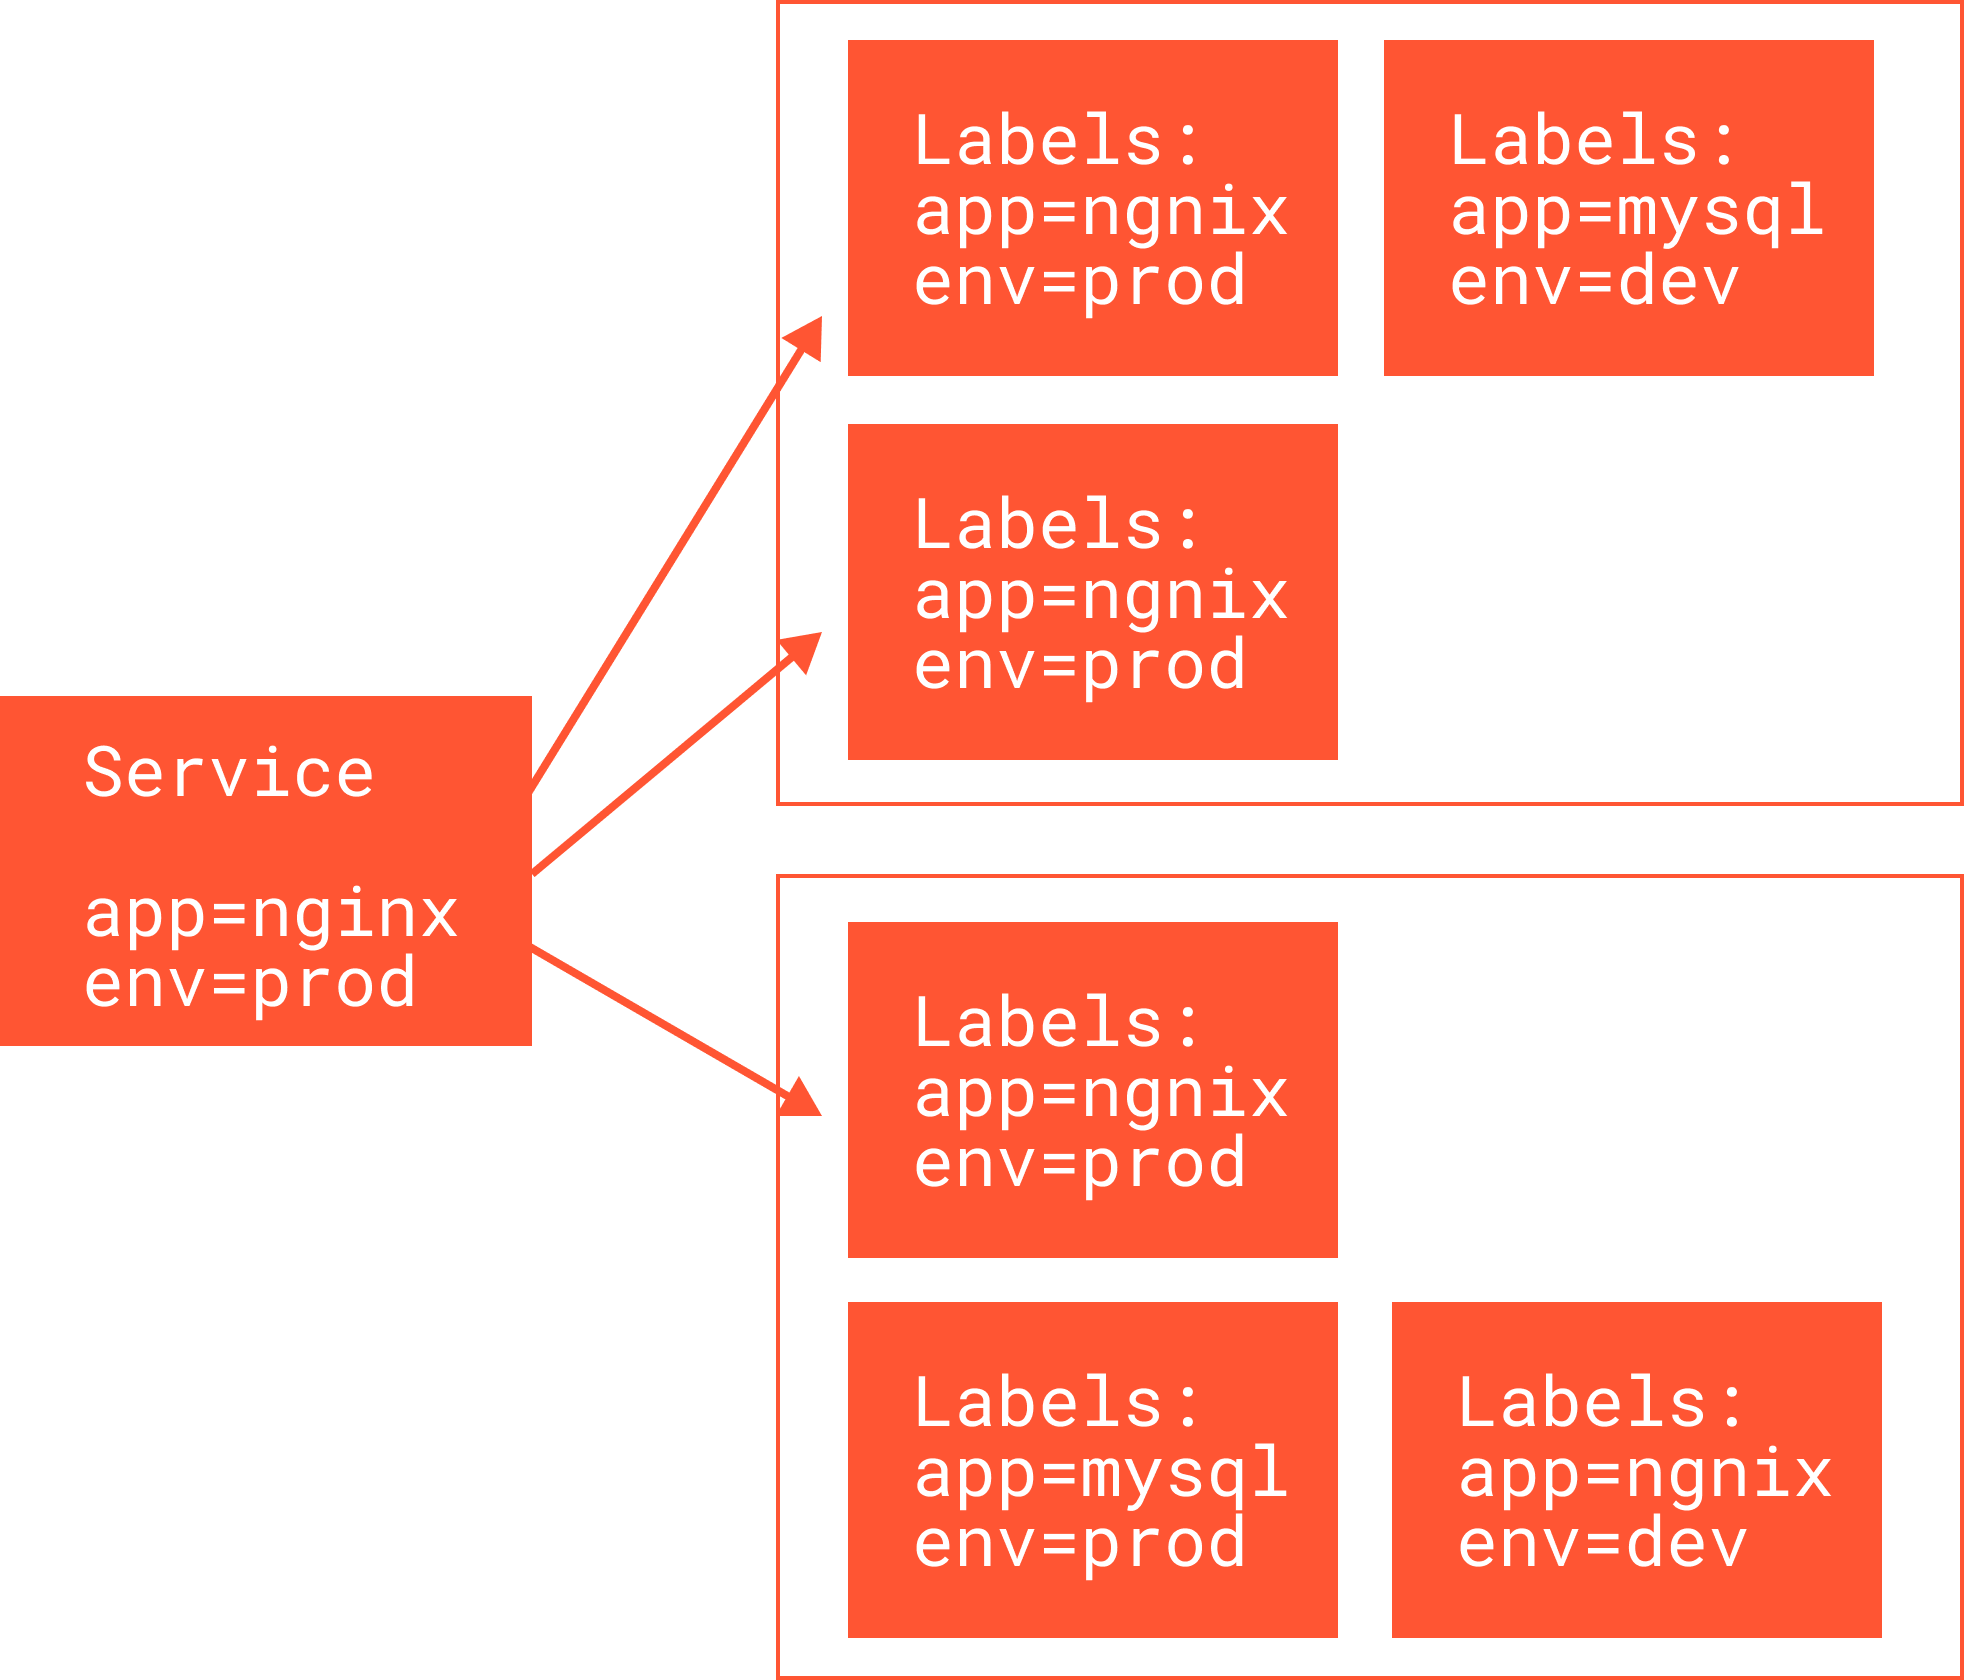 Labels:
app=ngnix
env=prod
Labels:
app=mysql
env=dev
Labels:
app=ngnix
env=prod
Service
app=nginx
env=prod
Labels:
app=ngnix
env=prod
Labels:
app=mysql
env=prod
Labels:
app=ngnix
env=dev